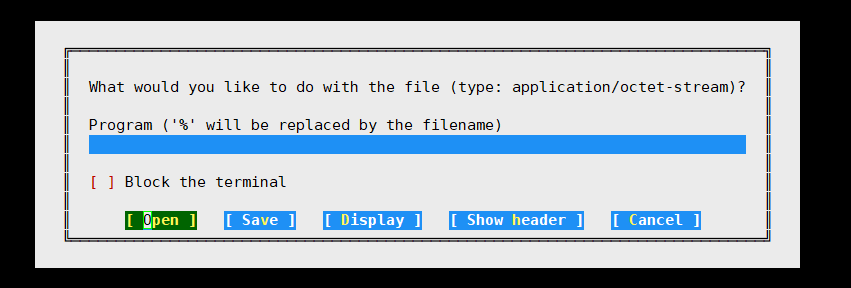 What would you like to do with the file (type: application/octet-stream)?
Program ('%' will be replaced by the filename)
[ ] Block the terminal
[ Open ] [ Save ] [ Display ] [ Show header ] [ Cancel ]